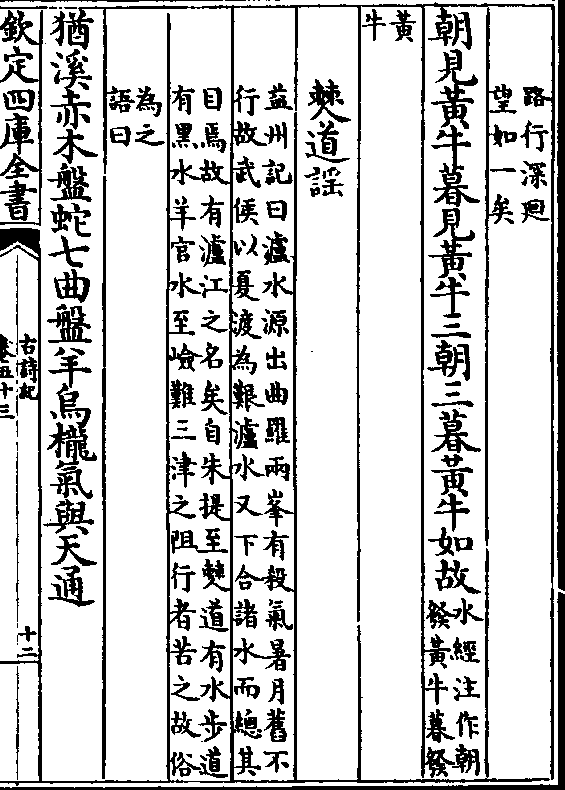 路行深迴
望如一矣
朝見黃牛暮見黃牛三朝三暮黃牛如故
水經注作朝
發黃牛暮發
黃
牛
僰道謠
益州記曰瀘水源出曲羅兩峯有殺氣暑月舊不
行故武侯以夏渡為艱瀘水又下合諸水而總其
目焉故有瀘江之名矣自朱提至僰道有水步道
有黑水羊官水至嶮難三津之阻行者苦之故俗
為之
語曰
猶溪赤木盤蛇七曲盤羊烏櫳氣與天通
欽定四庫全書
古詩紀
卷五十三
十二